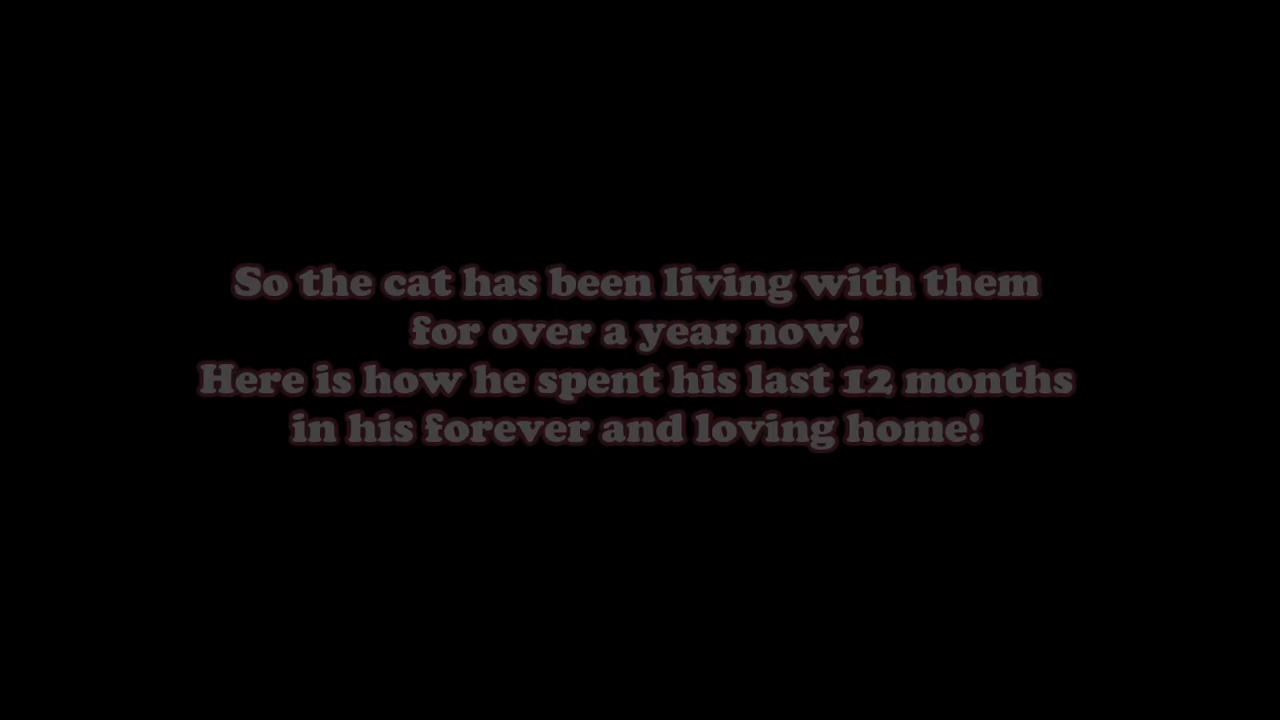 So the cat has been living with them
for over a year now!
Here is how he spent his last 12 months
in his forever and loving home!